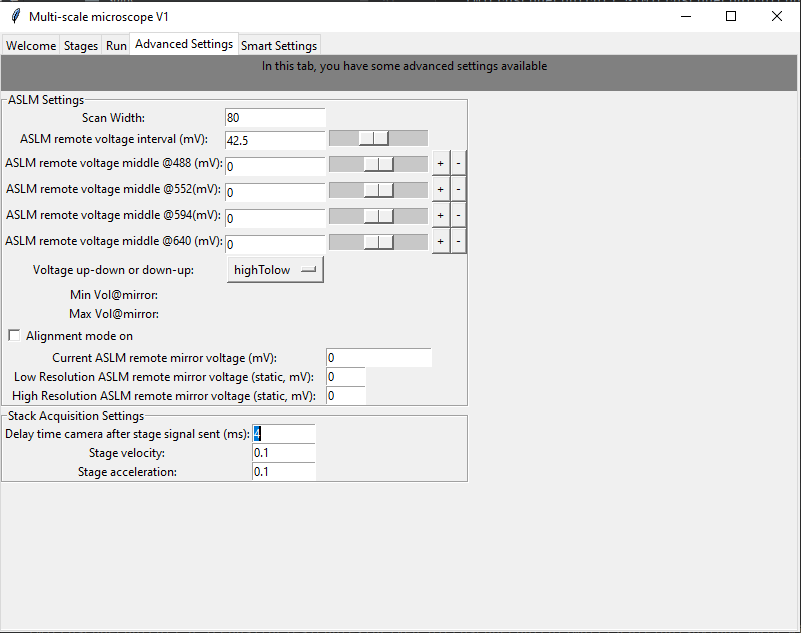 Multi-scale microscope V1
Welcome Stages Run Advanced Settings Smart Settings
In this tab, you have some advanced settings available
ASLM Settings
Scan Width: 80
ASLM remote voltage interval (mV): 42.5
ASLM remote voltage middle @488 (mV): 0 + -
ASLM remote voltage middle @552(mV): 0 + -
ASLM remote voltage middle @594(mV): 0 + -
ASLM remote voltage middle @640 (mV): 0 + -
Voltage up-down or down-up: highTolow
Min Vol@mirror:
Max Vol@mirror:
Alignment mode on
Current ASLM remote mirror voltage (mV): 0
Low Resolution ASLM remote mirror voltage (static, mV): 0
High Resolution ASLM remote mirror voltage (static, mV): 0
Stack Acquisition Settings
Delay time camera after stage signal sent (ms): 4
Stage velocity: 0.1
Stage acceleration: 0.1